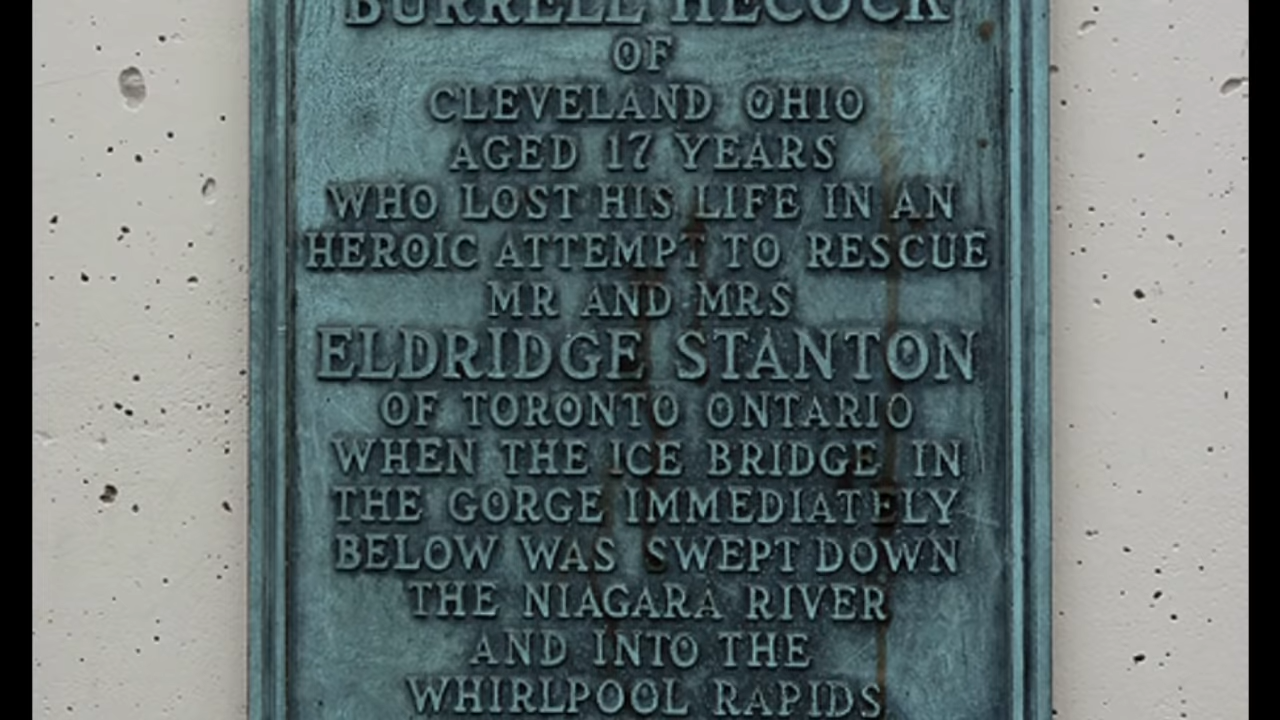 BURRELL HECOCK
OF
CLEVELAND OHIO
AGED 17 YEARS
WHO LOST HIS LIFE IN AN
HEROIC ATTEMPT TO RESCUE
MR AND MRS
ELDRIDGE STANTON
OF TORONTO ONTARIO
WHEN THE ICE BRIDGE IN
THE GORGE IMMEDIATELY
BELOW WAS SWEPT DOWN
THE NIAGARA RIVER
AND INTO THE
WHIRLPOOL RAPIDS